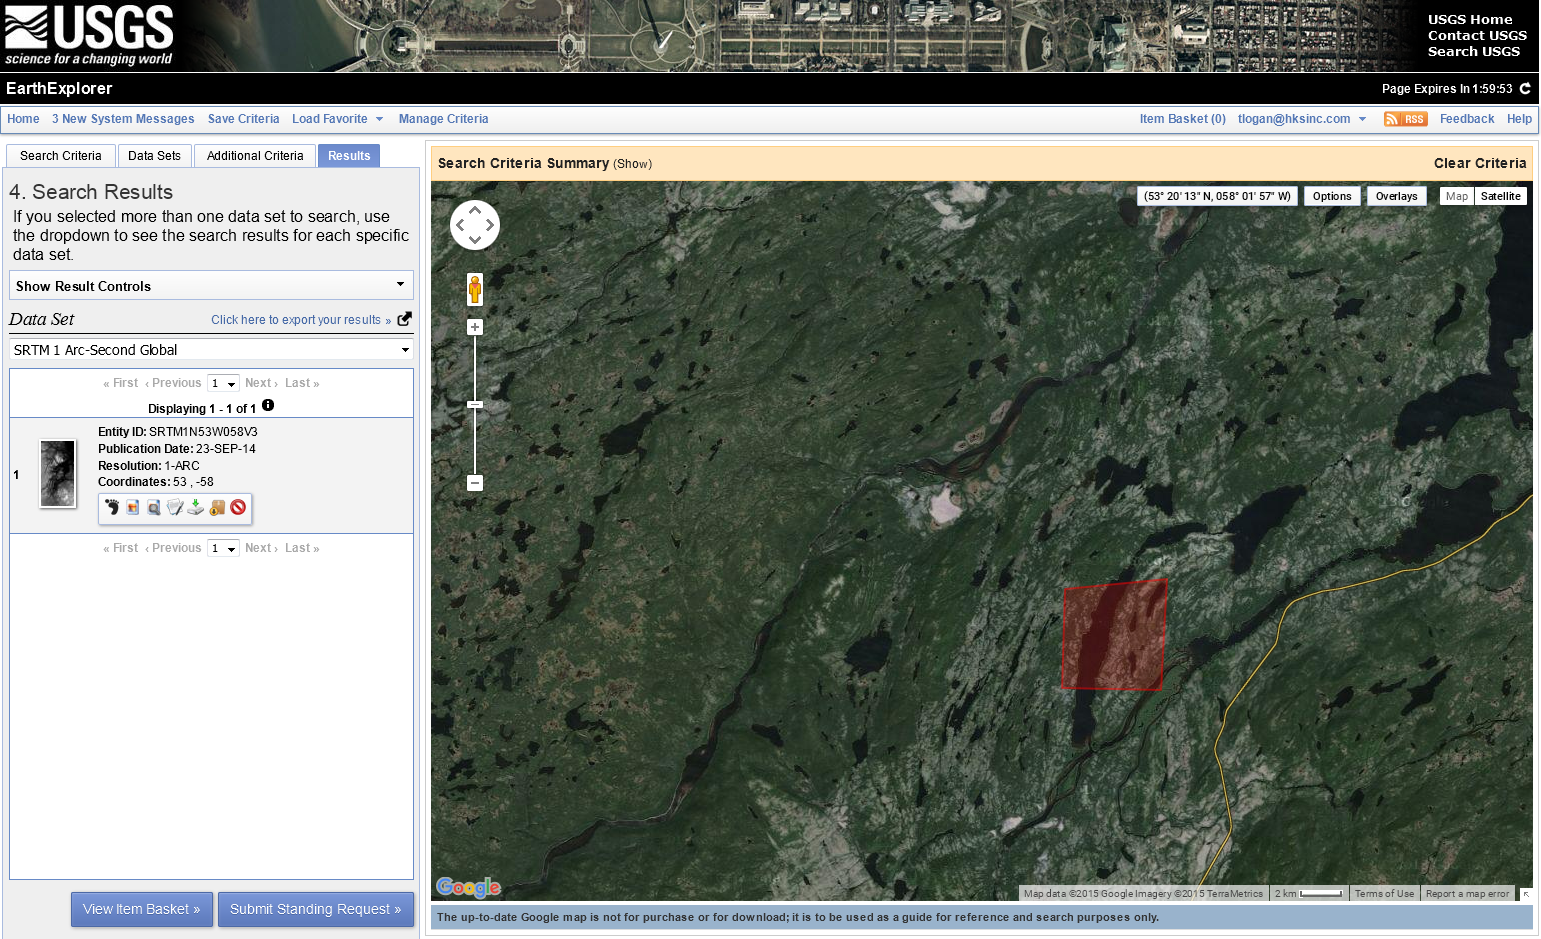 USGS
science for a changing world
USGS Home
Contact USGS
Search USGS
EarthExplorer
Page Expires In 1:59:53
Home 3 New System Messages Save Criteria Load Favorite Manage Criteria
Item Basket (0) tlogan@hksinc.com RSS Feedback Help
Search Criteria Data Sets Additional Criteria Results
4. Search Results
If you selected more than one data set to search, use
the dropdown to see the search results for each specific
data set.
Show Result Controls
Data Set Click here to export your results »
SRTM 1 Arc-Second Global
« First ‹ Previous 1 Next › Last »
Displaying 1 - 1 of 1
1
Entity ID: SRTM1N53W058V3
Publication Date: 23-SEP-14
Resolution: 1-ARC
Coordinates: 53 , -58
« First ‹ Previous 1 Next › Last »
View Item Basket » Submit Standing Request »
Search Criteria Summary (Show) Clear Criteria
(53° 20' 13" N, 058° 01' 57" W) Options Overlays Map Satellite
Google
Map data ©2015 Google Imagery ©2015 TerraMetrics 2 km Terms of Use Report a map error
The up-to-date Google map is not for purchase or for download; it is to be used as a guide for reference and search purposes only.